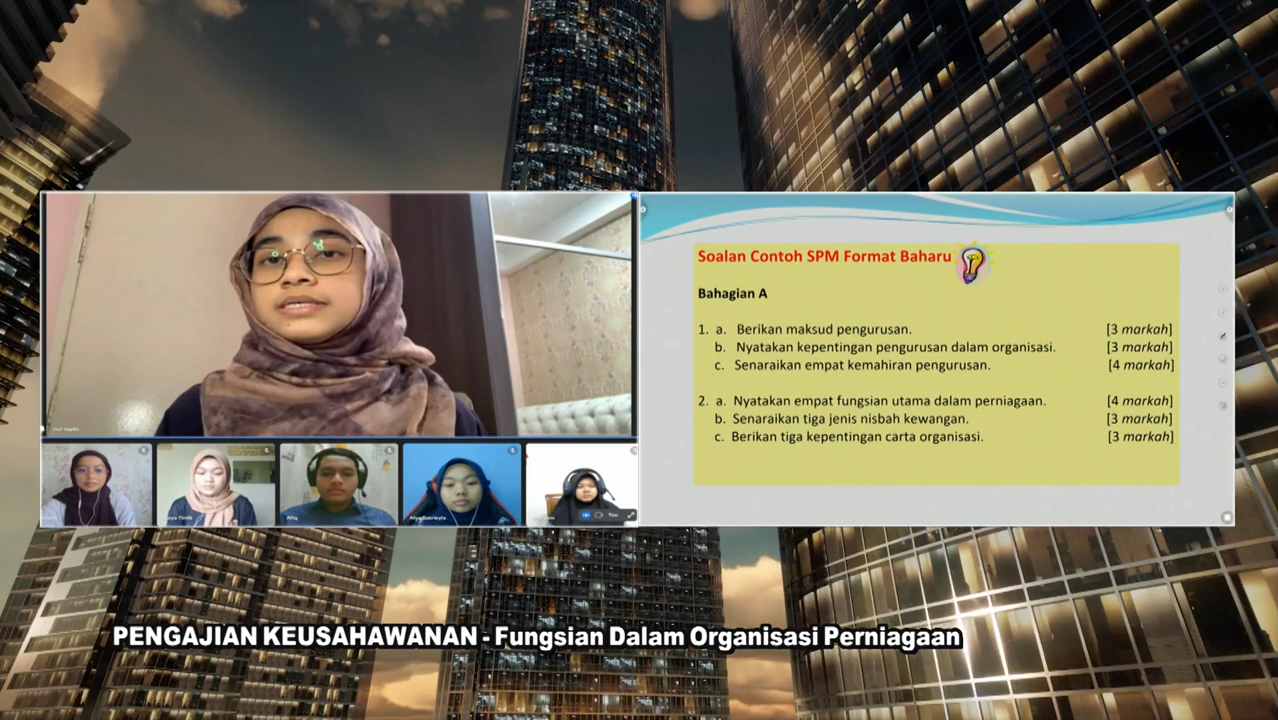 Soalan Contoh SPM Format Baharu
Bahagian A
1. a. Berikan maksud pengurusan. [3 markah]
b. Nyatakan kepentingan pengurusan dalam organisasi. [3 markah]
c. Senaraikan empat kemahiran pengurusan. [4 markah]
2. a. Nyatakan empat fungsian utama dalam perniagaan. [4 markah]
b. Senaraikan tiga jenis nisbah kewangan. [3 markah]
c. Berikan tiga kepentingan carta organisasi. [3 markah]
Afiq
You
PENGAJIAN KEUSAHAWANAN - Fungsian Dalam Organisasi Perniagaan